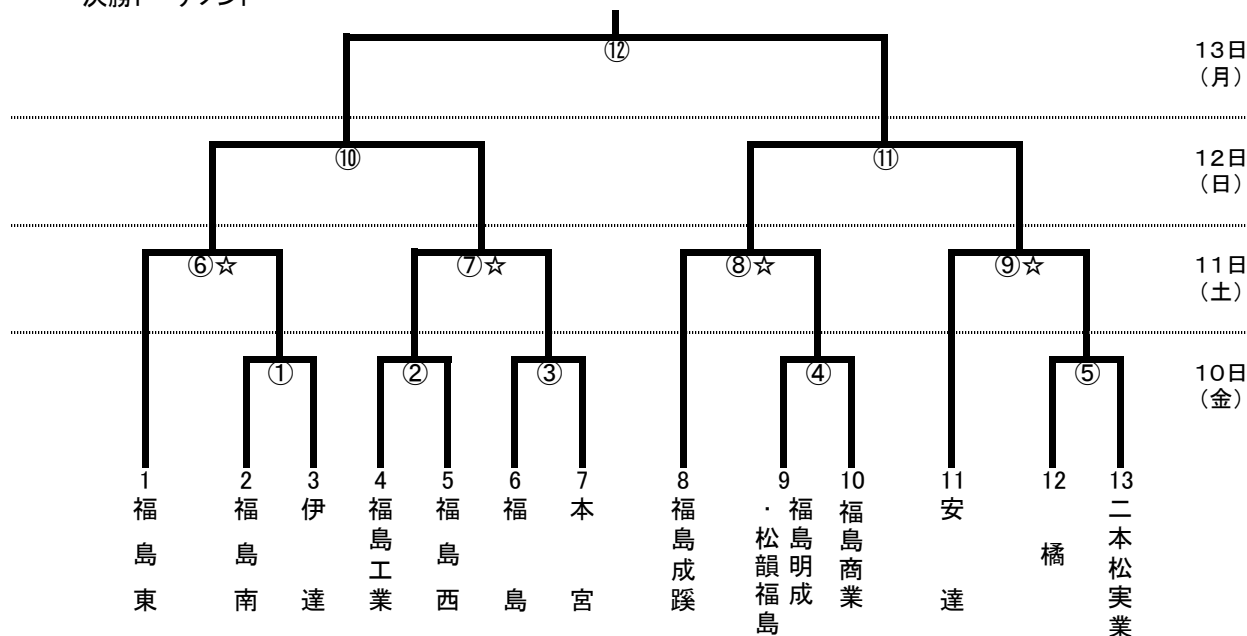 決勝トーナメント
⑫
13日
（月）
⑩
⑪
12日
（日）
⑥☆
⑦☆
⑧☆
⑨☆
11日
（土）
①
②
③
④
⑤
10日
（金）
1
2
3
4
5
6
7
8
9
10
11
12
13
福島東
福島南
伊達
福島工業
福島西
福島
本宮
福島成蹊
福島明成
・松韻福島
福島商業
安達
橘
二本松実業